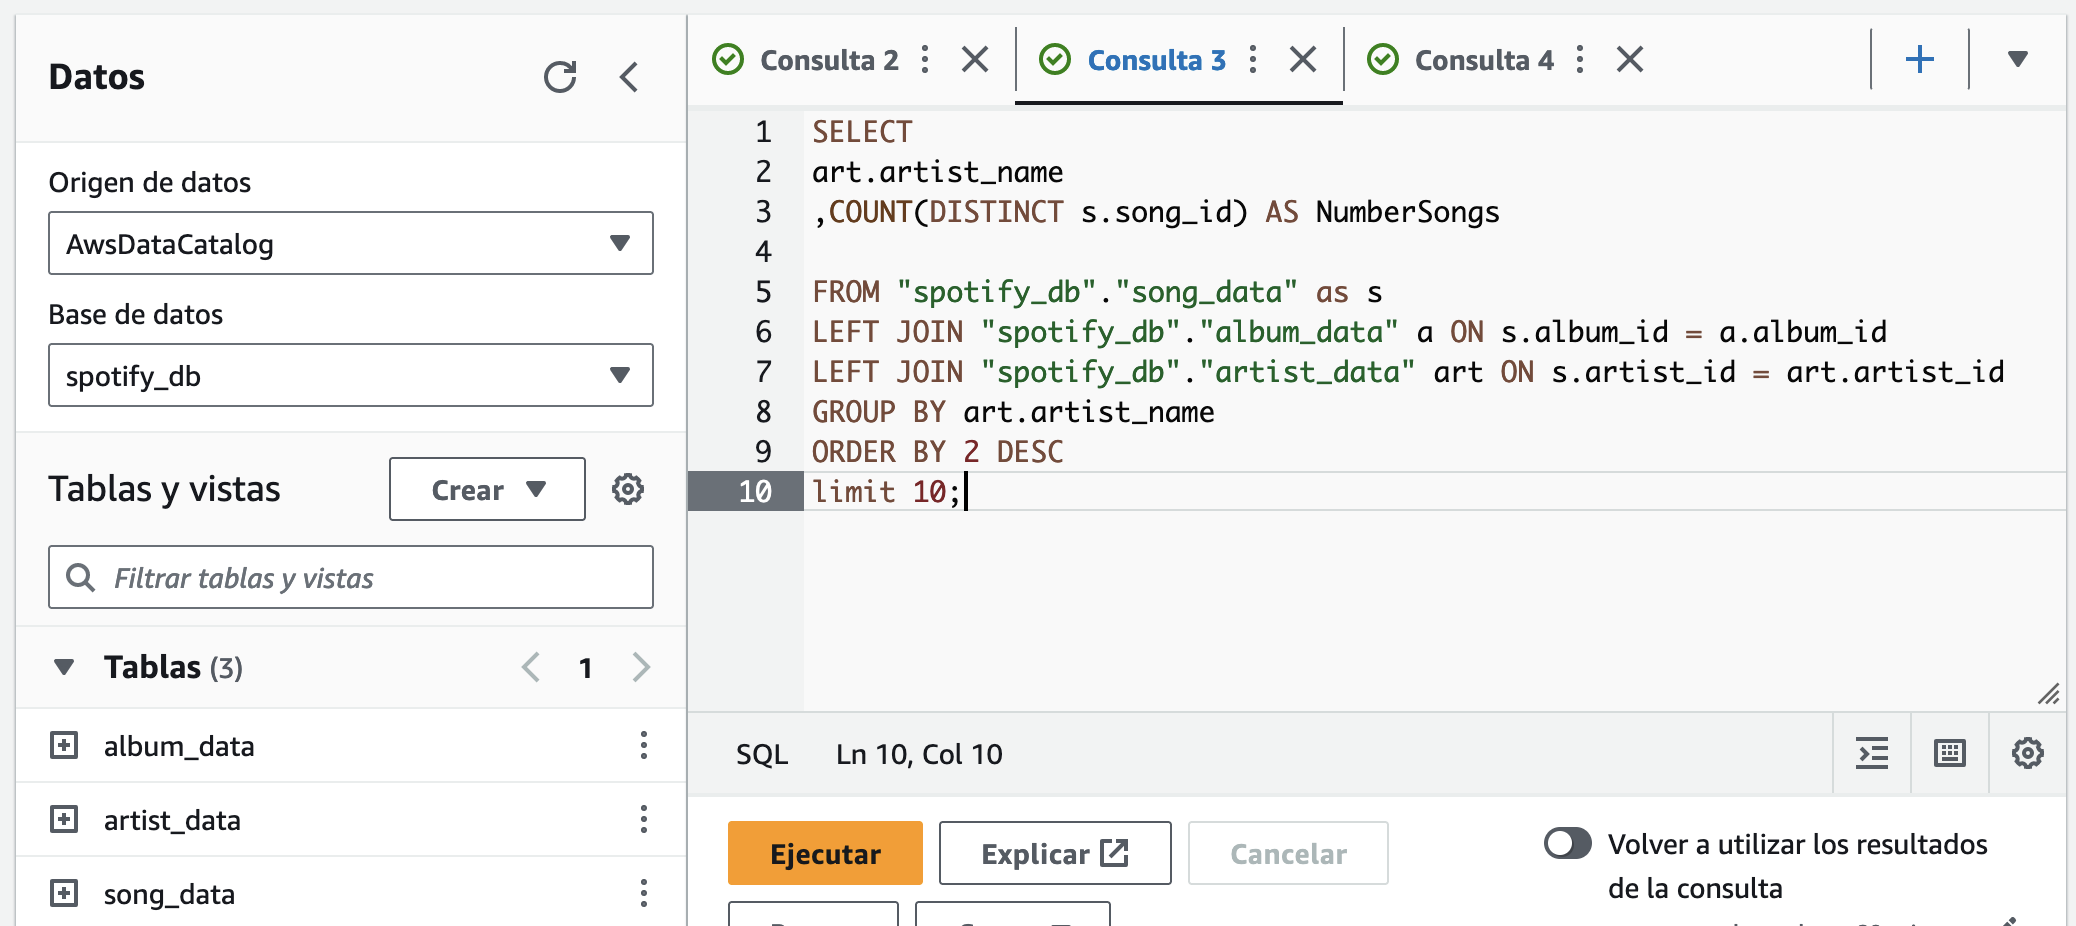 Datos
Origen de datos
AwsDataCatalog
Base de datos
spotify_db
Tablas y vistas
Crear
Filtrar tablas y vistas
Tablas (3)
1
album_data
artist_data
song_data
Consulta 2
Consulta 3
Consulta 4
1 SELECT
2 art.artist_name
3 ,COUNT(DISTINCT s.song_id) AS NumberSongs
4
5 FROM "spotify_db"."song_data" as s
6 LEFT JOIN "spotify_db"."album_data" a ON s.album_id = a.album_id
7 LEFT JOIN "spotify_db"."artist_data" art ON s.artist_id = art.artist_id
8 GROUP BY art.artist_name
9 ORDER BY 2 DESC
10 limit 10;
SQL Ln 10, Col 10
Ejecutar
Explicar
Cancelar
Volver a utilizar los resultados
de la consulta